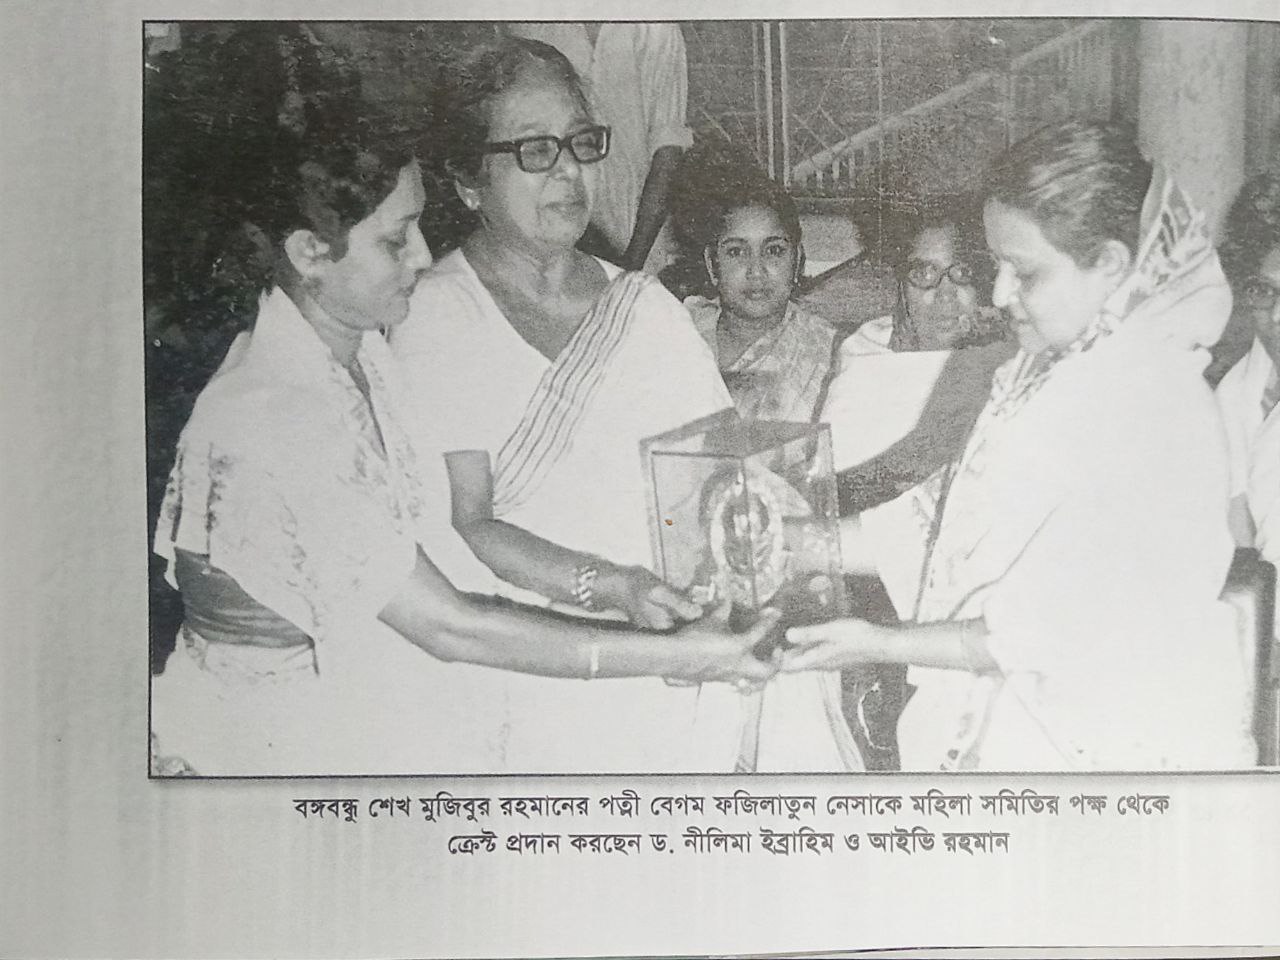 বঙ্গবন্ধু শেখ মুজিবুর রহমানের পত্নী বেগম ফজিলাতুন নেসাকে মহিলা সমিতির পক্ষ থেকে
ক্রেস্ট প্রদান করছেন ড. নীলিমা ইব্রাহিম ও আইভি রহমান